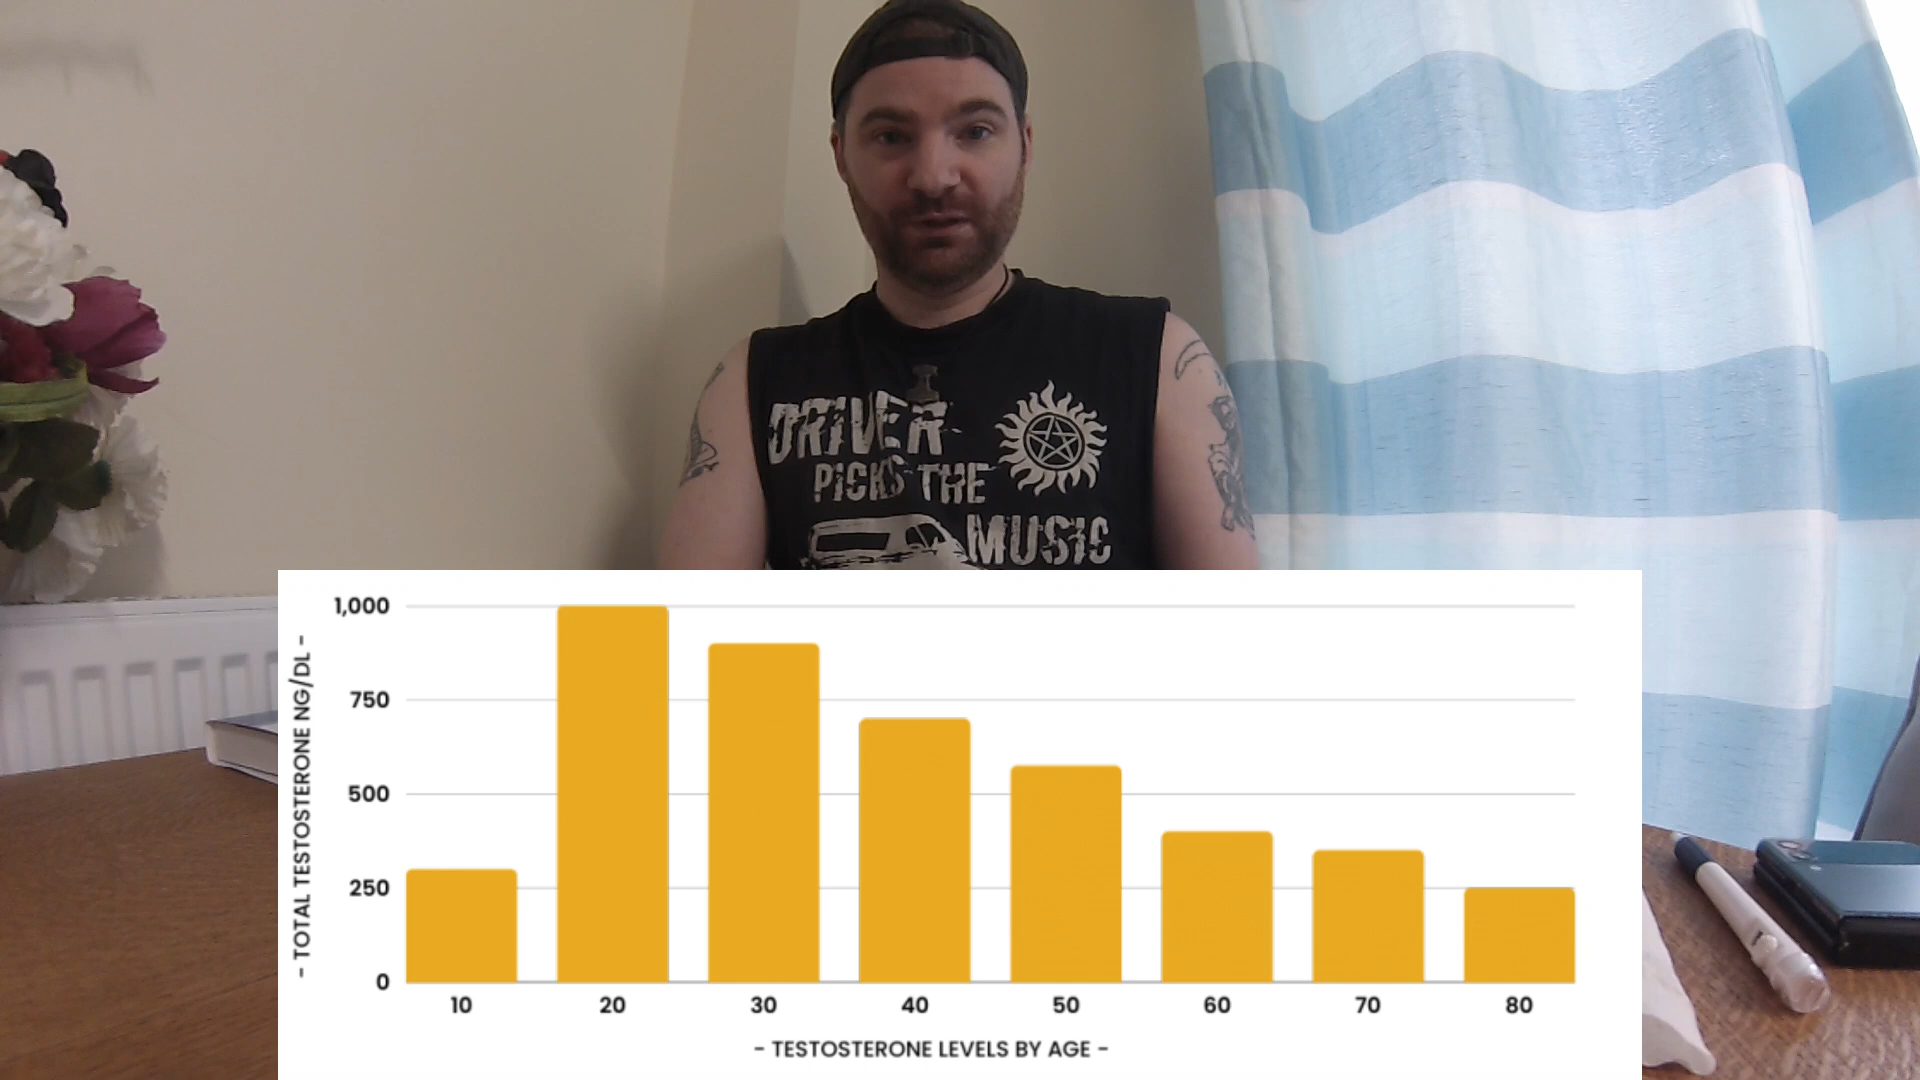 DRIVER
PICKS THE
MUSIC
1,000
750
500
250
0
- TOTAL TESTOSTERONE NG/DL -
10 20 30 40 50 60 70 80
- TESTOSTERONE LEVELS BY AGE -